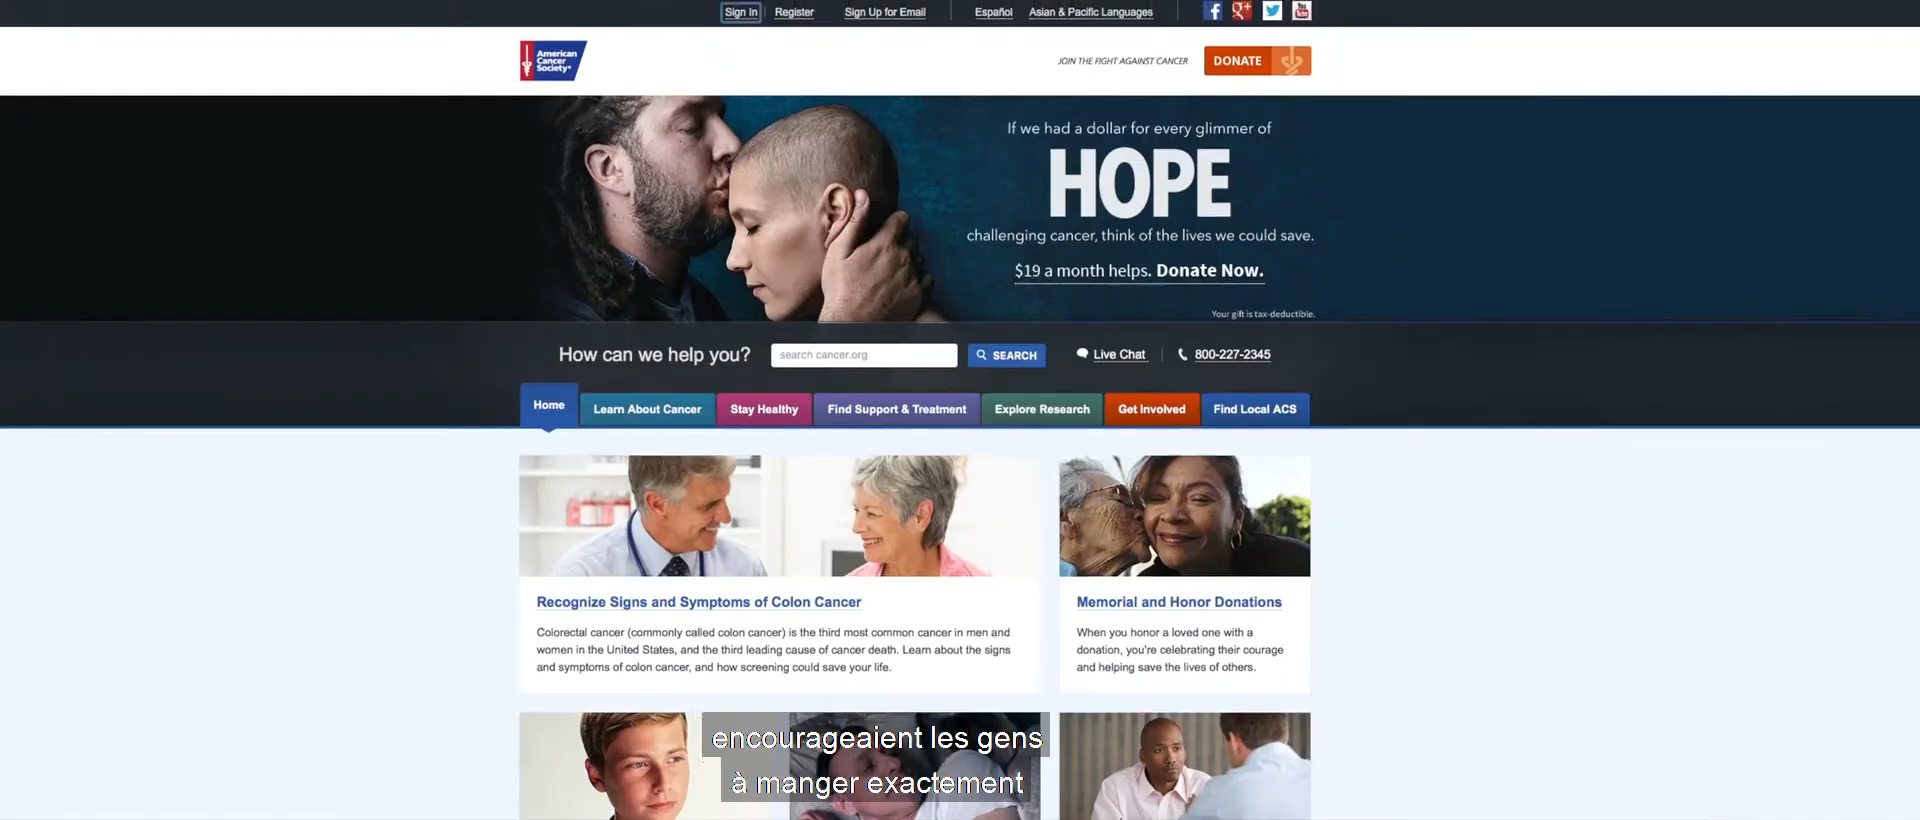 Sign In Register Sign Up for Email Español Asian & Pacific Languages
American
Cancer
Society
JOIN THE FIGHT AGAINST CANCER
DONATE
If we had a dollar for every glimmer of
HOPE
challenging cancer, think of the lives we could save.
$19 a month helps. Donate Now.
Your gift is tax-deductible.
How can we help you? search cancer.org SEARCH Live Chat 800-227-2345
Home Learn About Cancer Stay Healthy Find Support & Treatment Explore Research Get Involved Find Local ACS
Recognize Signs and Symptoms of Colon Cancer
Colorectal cancer (commonly called colon cancer) is the third most common cancer in men and
women in the United States, and the third leading cause of cancer death. Learn about the signs
and symptoms of colon cancer, and how screening could save your life.
Memorial and Honor Donations
When you honor a loved one with a
donation, you're celebrating their courage
and helping save the lives of others.
encourageaient les gens
à manger exactement